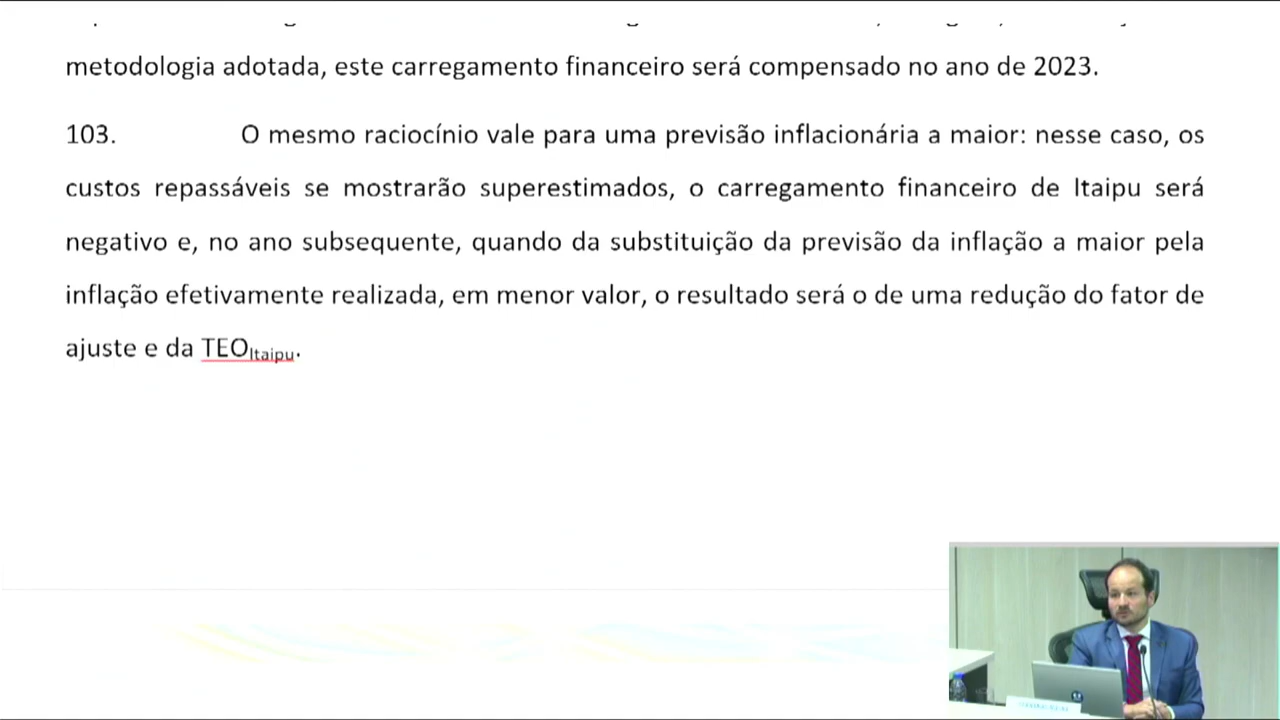 metodologia adotada, este carregamento financeiro será compensado no ano de 2023.
103. O mesmo raciocínio vale para uma previsão inflacionária a maior: nesse caso, os
custos repassáveis se mostrarão superestimados, o carregamento financeiro de Itaipu será
negativo e, no ano subsequente, quando da substituição da previsão da inflação a maior pela
inflação efetivamente realizada, em menor valor, o resultado será o de uma redução do fator de
ajuste e da TEOItaipu.